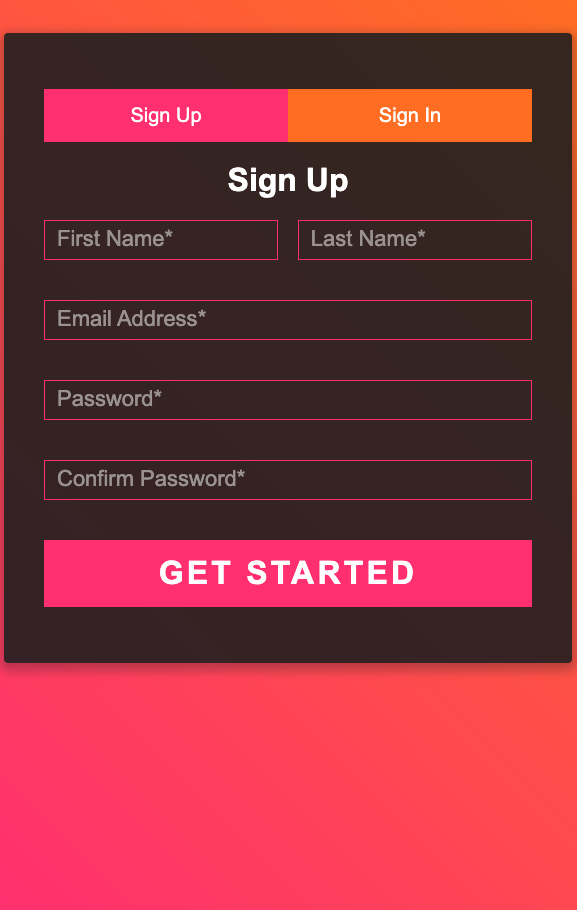 Sign Up Sign In
Sign Up
First Name* Last Name*
Email Address*
Password*
Confirm Password*
GET STARTED